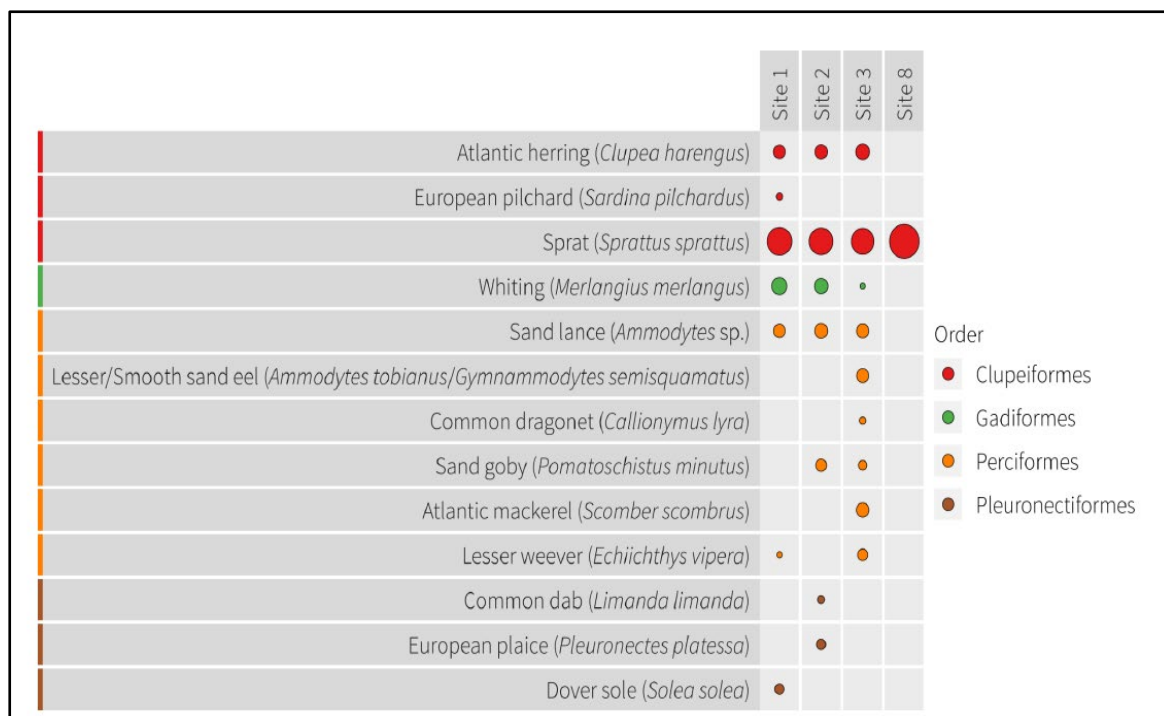 Site 1
Site 2
Site 3
Site 8
Atlantic herring (Clupea harengus)
European pilchard (Sardina pilchardus)
Sprat (Sprattus sprattus)
Whiting (Merlangius merlangus)
Sand lance (Ammodytes sp.)
Lesser/Smooth sand eel (Ammodytes tobianus/Gymnammodytes semisquamatus)
Common dragonet (Callionymus lyra)
Sand goby (Pomatoschistus minutus)
Atlantic mackerel (Scomber scombrus)
Lesser weever (Echiichthys vipera)
Common dab (Limanda limanda)
European plaice (Pleuronectes platessa)
Dover sole (Solea solea)
Order
Clupeiformes
Gadiformes
Perciformes
Pleuronectiformes